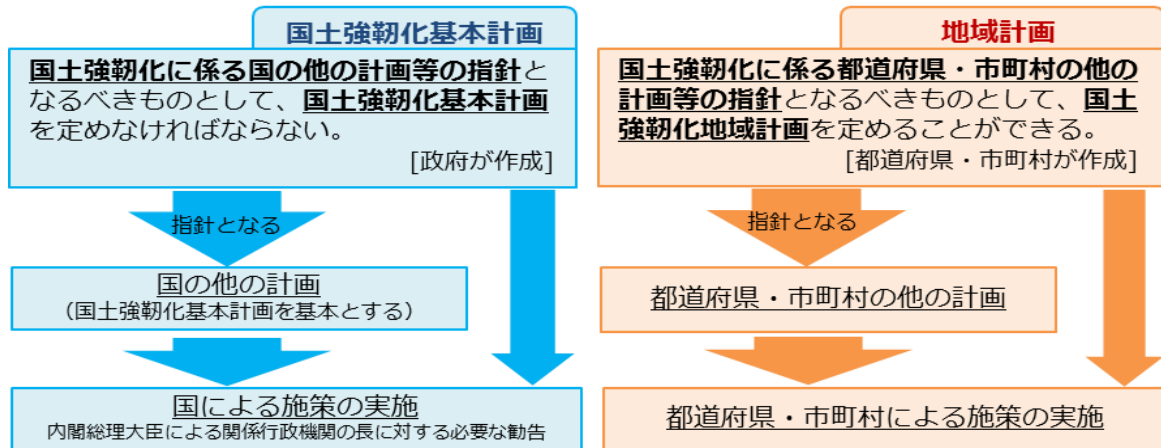 国土強靭化基本計画
国土強靭化に係る国の他の計画等の指針と
なるべきものとして、国土強靭化基本計画
を定めなければならない。
[政府が作成]
指針となる
国の他の計画
（国土強靭化基本計画を基本とする）
国による施策の実施
内閣総理大臣による関係行政機関の長に対する必要な勧告
地域計画
国土強靭化に係る都道府県・市町村の他の
計画等の指針となるべきものとして、国土
強靭化地域計画を定めることができる。
[都道府県・市町村が作成]
指針となる
都道府県・市町村の他の計画
都道府県・市町村による施策の実施